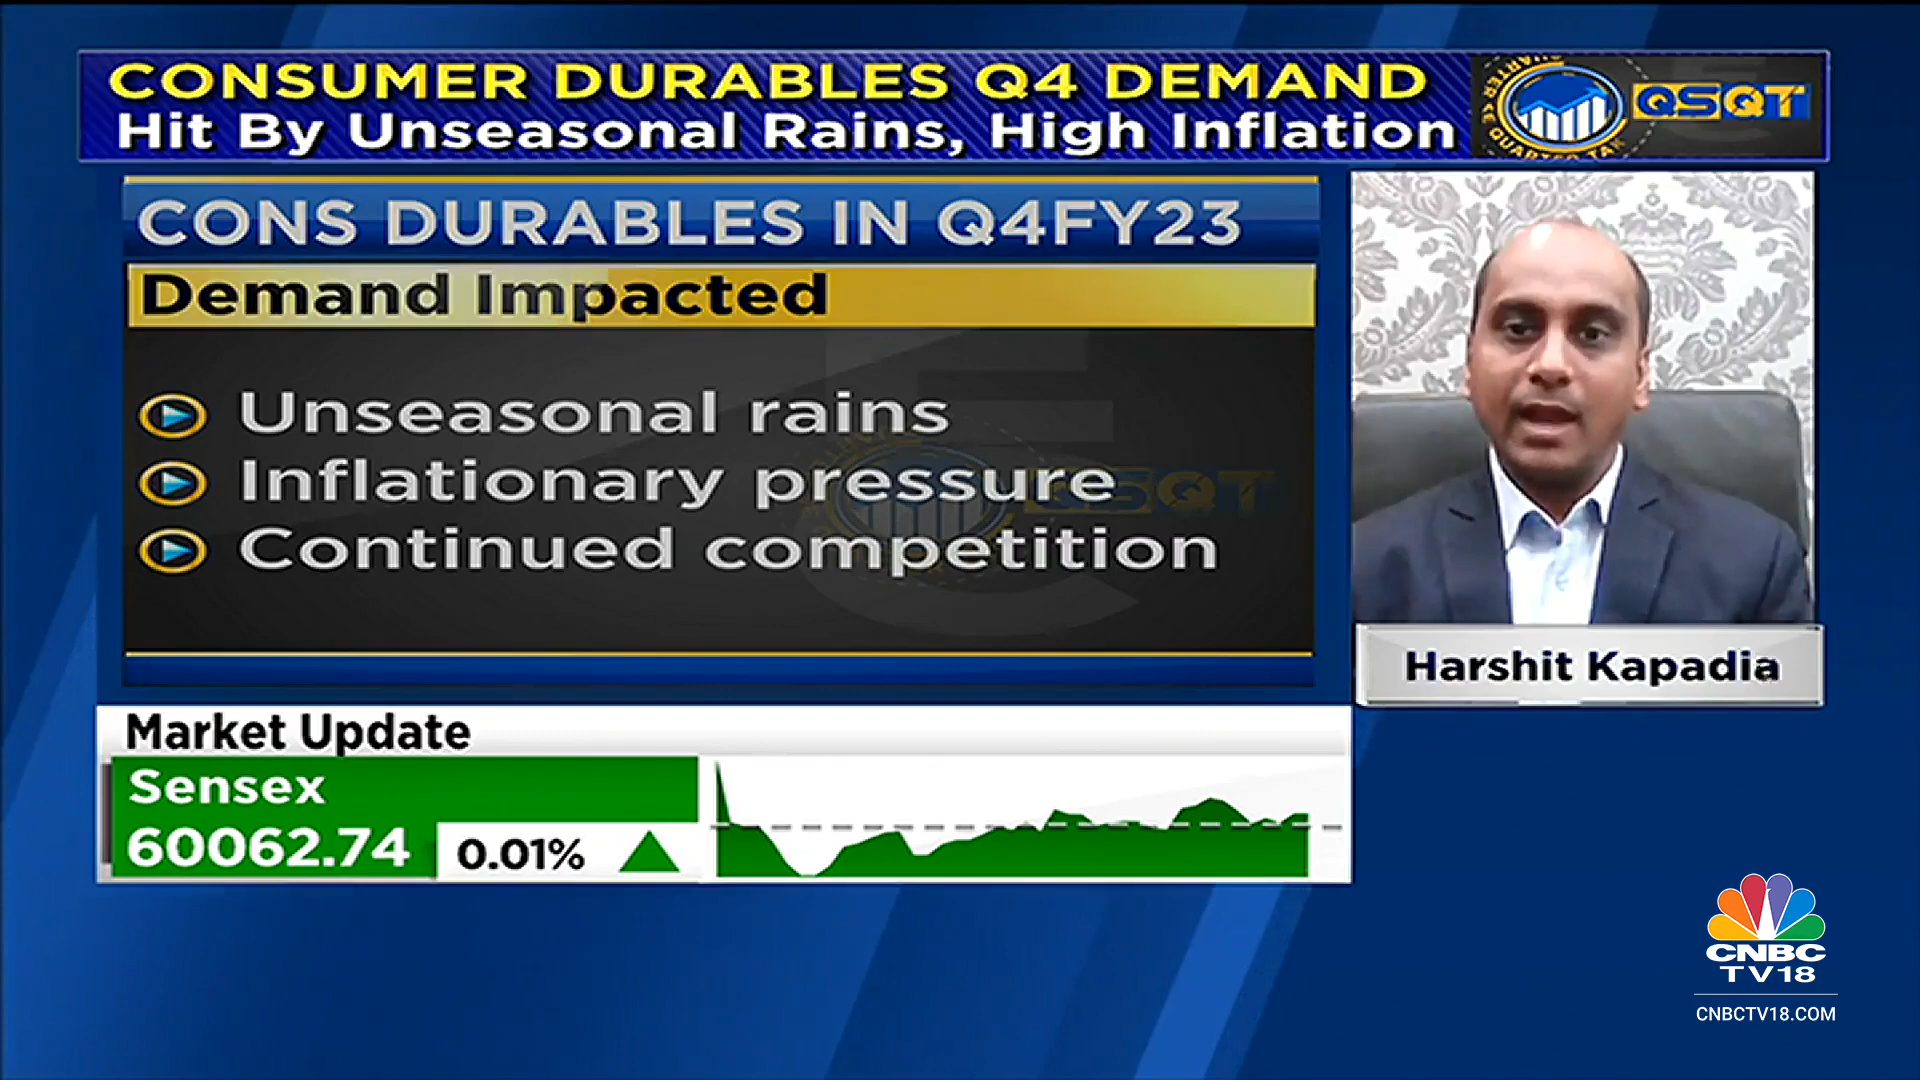 CONSUMER DURABLES Q4 DEMAND
Hit By Unseasonal Rains, High Inflation
QSQT
CONS DURABLES IN Q4FY23
Demand Impacted
Unseasonal rains
Inflationary pressure
Continued competition
Harshit Kapadia
Market Update
Sensex
60062.74
0.01%
CNBC
TV18
CNBCTV18.COM